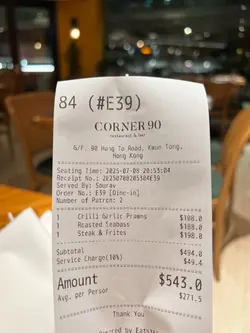 84 (#E39)
CORNER 90
restaurant & bar
G/F. 90 Hung To Road, Kwun Tong,
Hong Kong
Seating Time: 2025-07-09 20:53:04
Served By: Sourav
Order No.: E39 [Dine-in]
Number of Patron: 2
1 Chilli Garlic Prawns $108.0
1 Roasted Seabass $188.0
1 Steak & Frites $198.0
Subtotal $494.0
Service Charge(10%) $49.4
Amount $543.0
Avg. per Person $271.5
Thank You